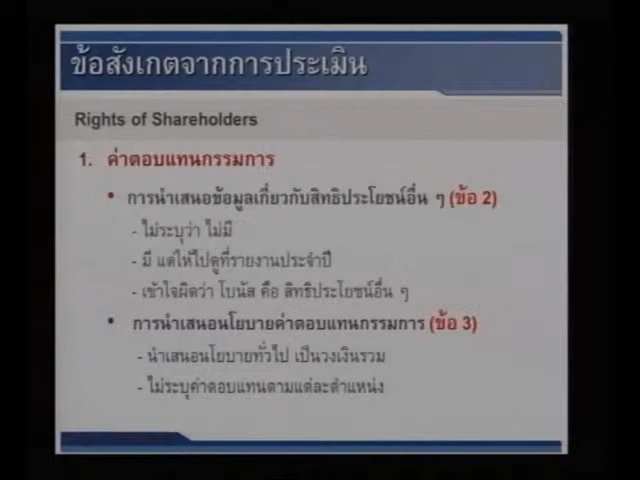 ข้อสังเกตจากการประเมิน
Rights of Shareholders
1. ค่าตอบแทนกรรมการ
• การนำเสนอข้อมูลเกี่ยวกับสิทธิประโยชน์อื่น ๆ (ข้อ 2)
- ไม่ระบุว่า ไม่มี
- มี แต่ให้ไปดูที่รายงานประจำปี
- เข้าใจผิดว่า โบนัส คือ สิทธิประโยชน์อื่น ๆ
• การนำเสนอนโยบายค่าตอบแทนกรรมการ (ข้อ 3)
- นำเสนอนโยบายทั่วไป เป็นวงเงินรวม
- ไม่ระบุค่าตอบแทนตามแต่ละตำแหน่ง